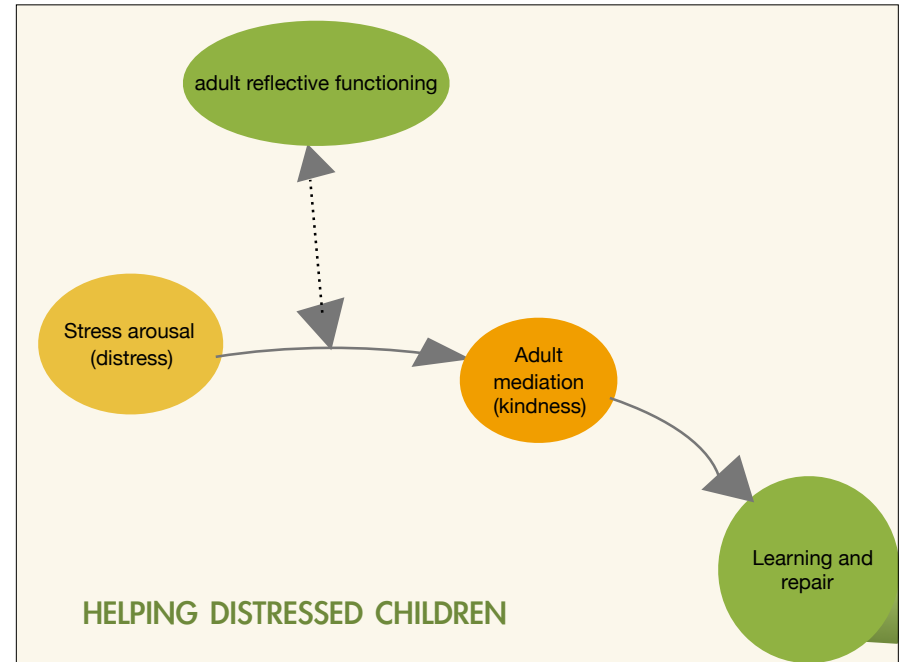 adult reflective functioning
Stress arousal
(distress)
Adult
mediation
(kindness)
Learning and
repair
HELPING DISTRESSED CHILDREN